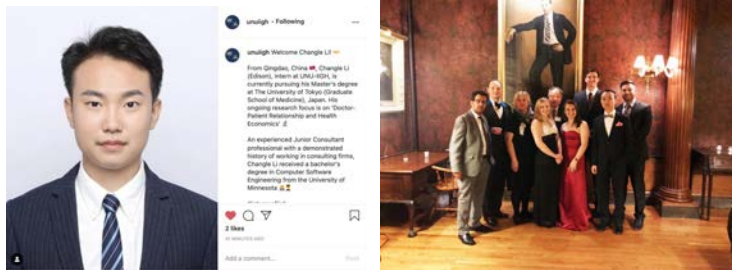 unuiigh • Following
unuiigh Welcome Changle Li!
From Qingdao, China 🇨🇳, Changle Li
(Edison), intern at UNU-IIGH, is
currently pursuing his Master's degree
at The University of Tokyo (Graduate
School of Medicine), Japan. His
ongoing research focus is on 'Doctor-
Patient Relationship and Health
Economics'
An experienced Junior Consultant
professional with a demonstrated
history of working in consulting firms,
Changle Li received a bachelor's
degree in Computer Software
Engineering from the University of
Minnesota
2 likes
Add a comment...
Post